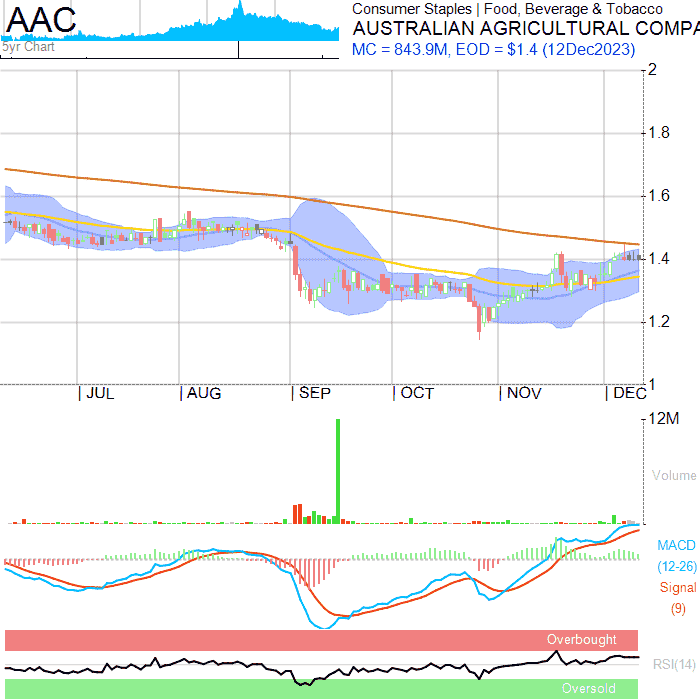 AAC
5yr Chart
Consumer Staples | Food, Beverage & Tobacco
AUSTRALIAN AGRICULTURAL COMPA
MC = 843.9M, EOD = $1.4 (12Dec2023)
2
1.8
1.6
1.4
1.2
1
JUL AUG SEP OCT NOV DEC
12M
Volume
MACD
(12-26)
Signal
(9)
Overbought
RSI(14)
Oversold